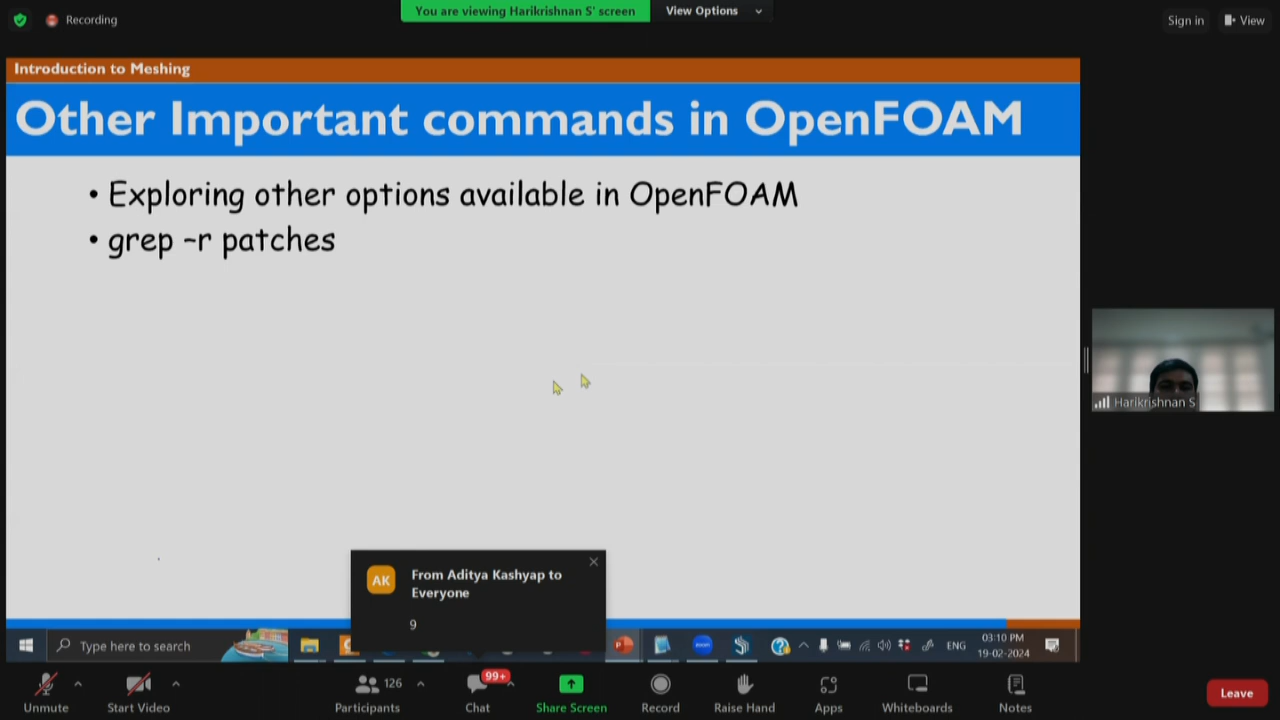 Recording
You are viewing Harikrishnan S' screen
View Options
Sign in
View
Introduction to Meshing
Other Important commands in OpenFOAM
• Exploring other options available in OpenFOAM
• grep –r patches
Harikrishnan S
AK
From Aditya Kashyap to
Everyone
9
Type here to search
ENG
03:10 PM
19-02-2024
Unmute
Start Video
126
Participants
99+
Chat
Share Screen
Record
Raise Hand
Apps
Whiteboards
Notes
Leave